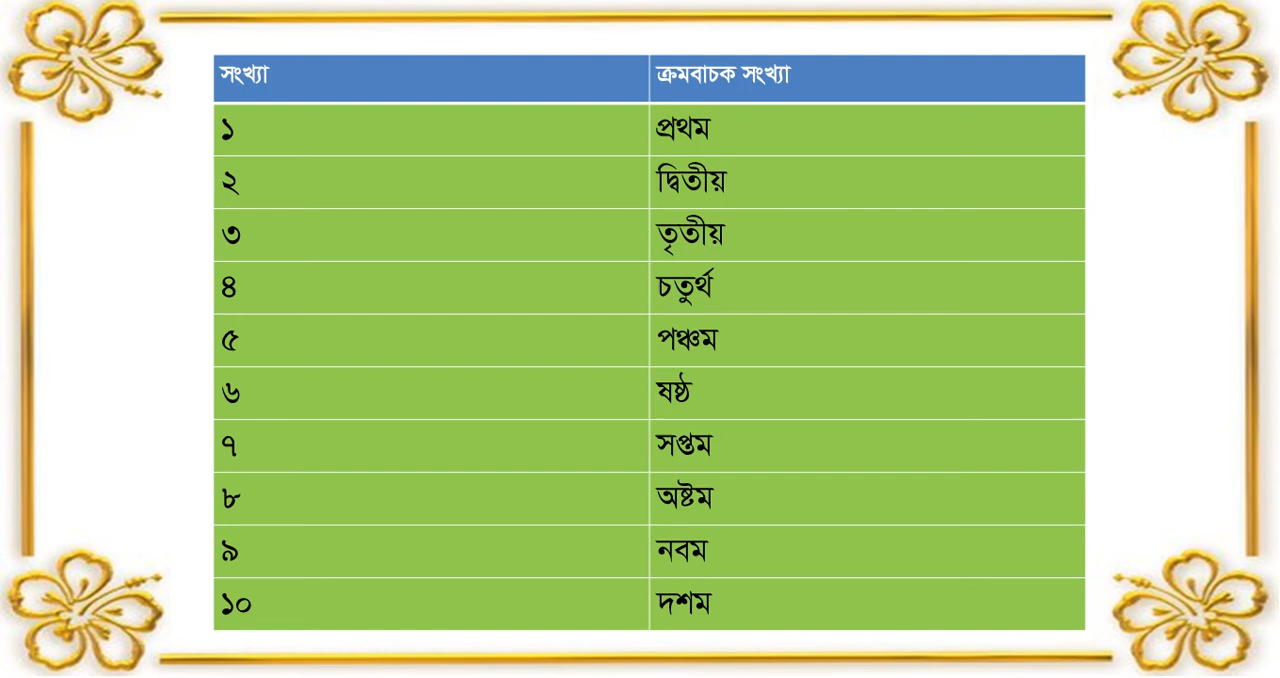 সংখ্যা ক্রমবাচক সংখ্যা
১ প্রথম
২ দ্বিতীয়
৩ তৃতীয়
৪ চতুর্থ
৫ পঞ্চম
৬ ষষ্ঠ
৭ সপ্তম
৮ অষ্টম
৯ নবম
১০ দশম